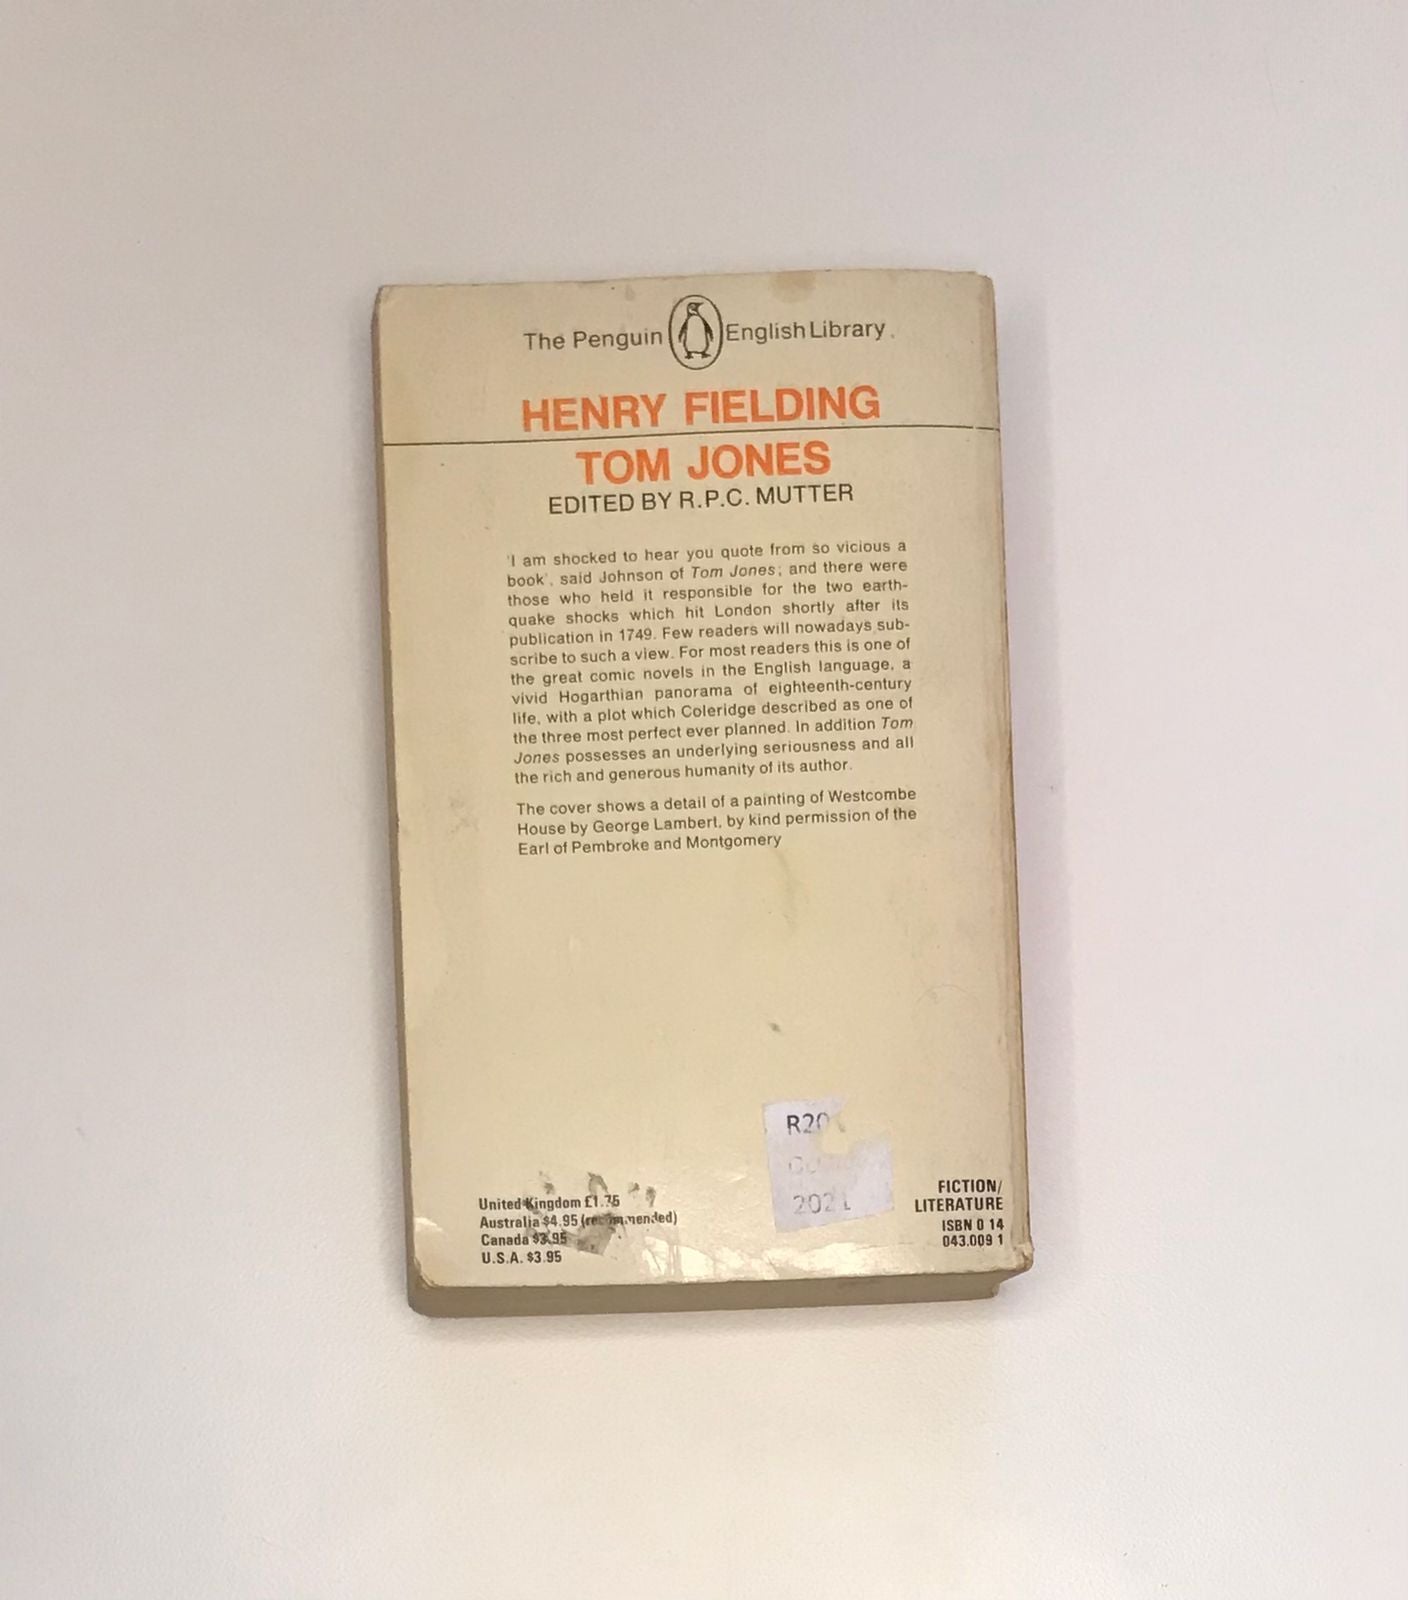 The Penguin English Library
HENRY FIELDING
TOM JONES
EDITED BY R.P.C. MUTTER
'I am shocked to hear you quote from so vicious a
book', said Johnson of Tom Jones; and there were
those who held it responsible for the two earth-
quake shocks which hit London shortly after its
publication in 1749. Few readers will nowadays sub-
scribe to such a view. For most readers this is one of
the great comic novels in the English language, a
vivid Hogarthian panorama of eighteenth-century
life, with a plot which Coleridge described as one of
the three most perfect ever planned. In addition Tom
Jones possesses an underlying seriousness and all
the rich and generous humanity of its author.
The cover shows a detail of a painting of Westcombe
House by George Lambert, by kind permission of the
Earl of Pembroke and Montgomery
R20
2021
United Kingdom £1.75
Australia $4.95 (recommended)
Canada $3.95
U.S.A. $3.95
FICTION/
LITERATURE
ISBN 0 14
043.009 1